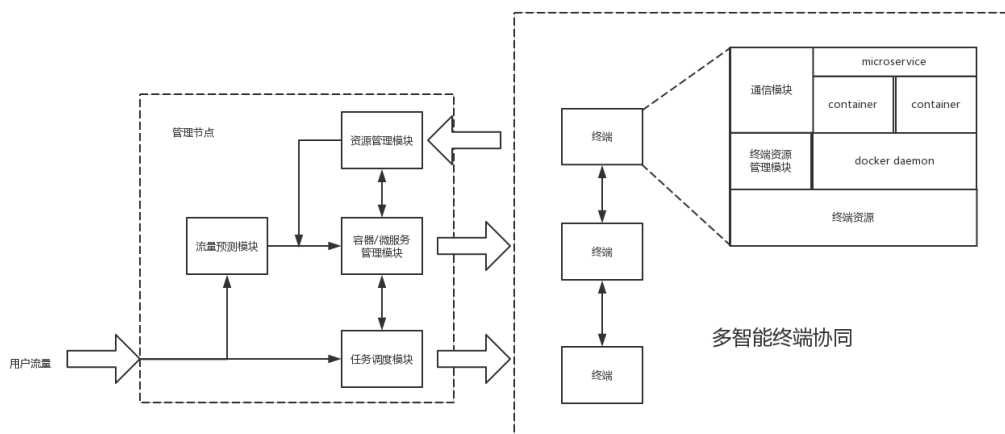 管理节点
资源管理模块
流量预测模块
容器/微服务
管理模块
用户流量
任务调度模块
终端
终端
终端
通信模块
microservice
container
container
终端资源
管理模块
docker daemon
终端资源
多智能终端协同